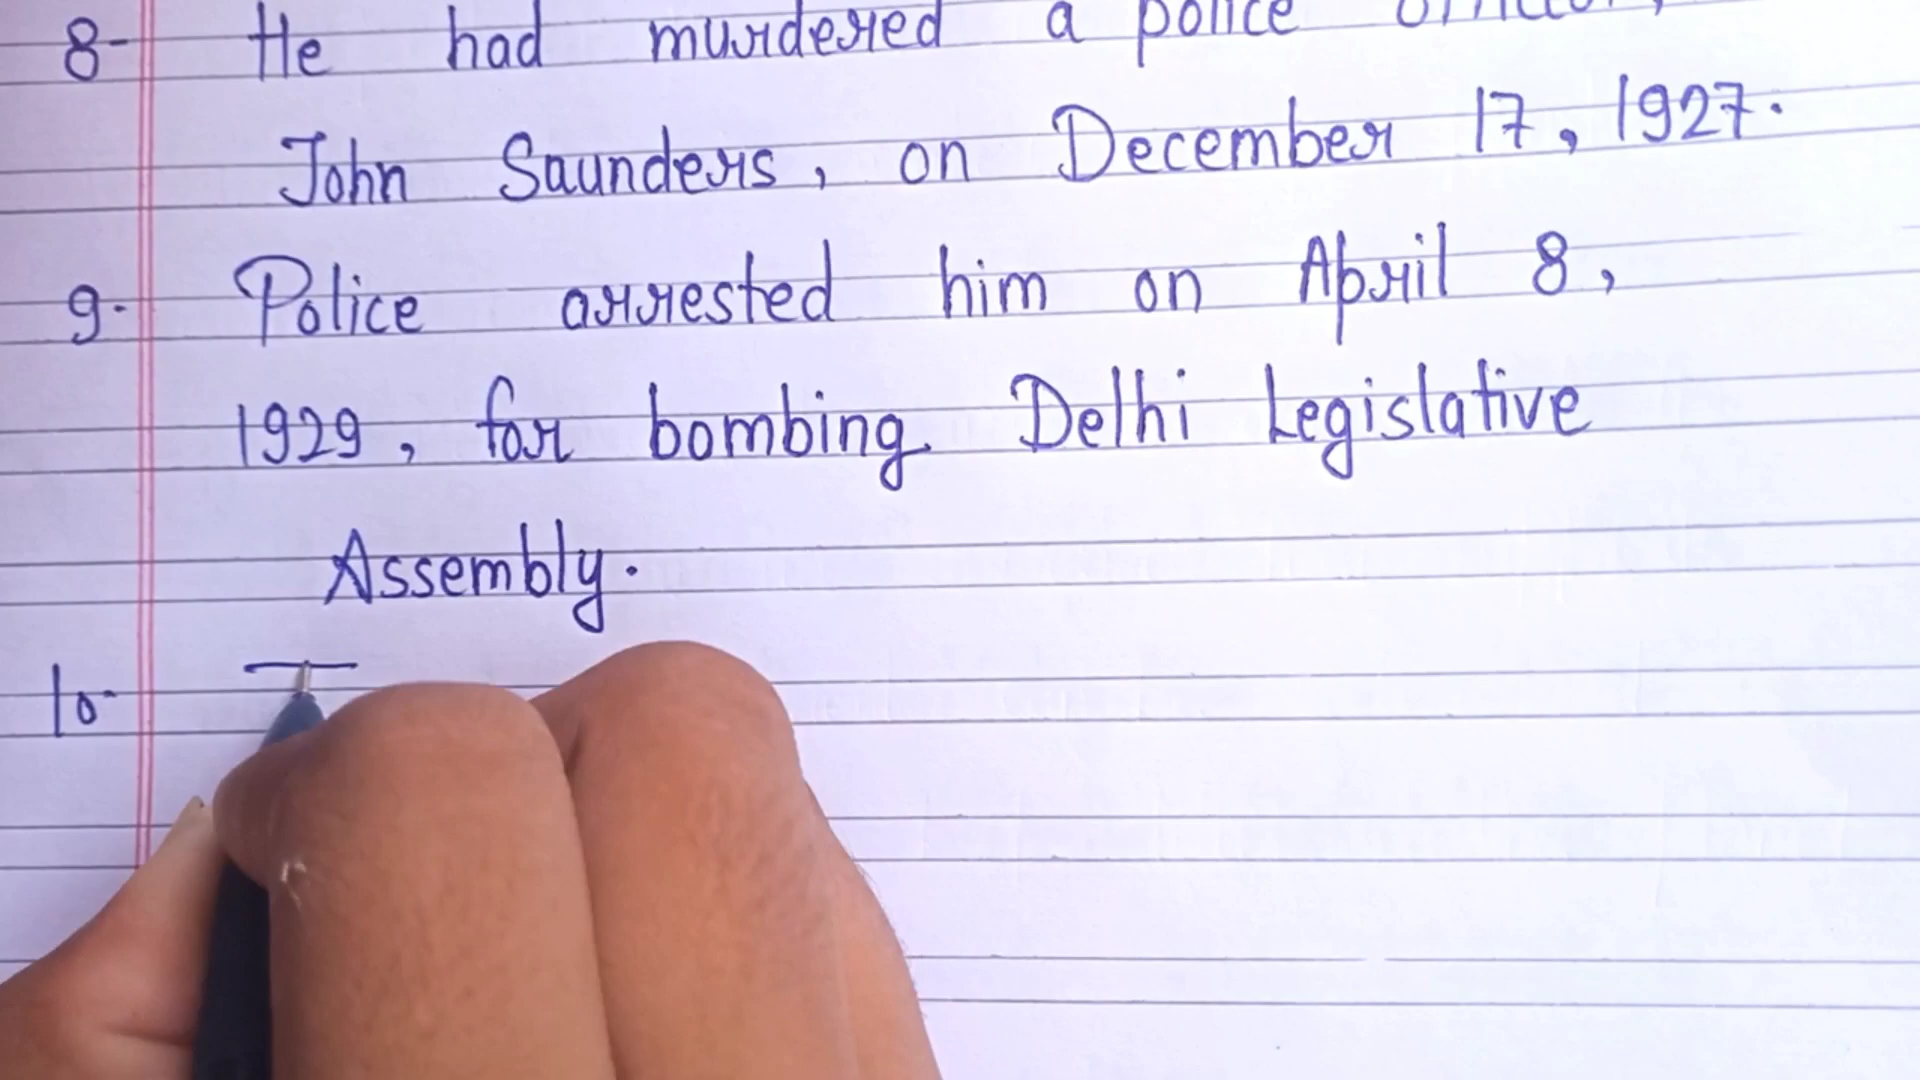 8- He had murdered a police officer,
John Saunders, on December 17, 1927.
9. Police arrested him on April 8,
1929, for bombing Delhi Legislative
Assembly.
10-